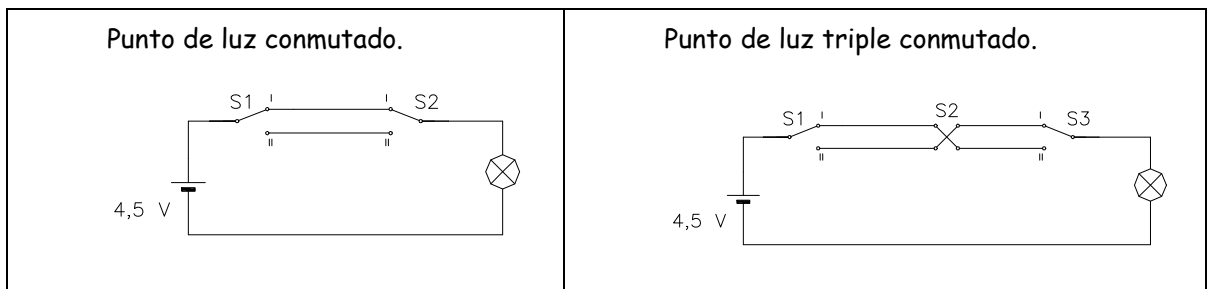 Punto de luz conmutado.
I I
S1 S2
II II
4,5 V
Punto de luz triple conmutado.
I S2 I
S1 S3
II II
4,5 V